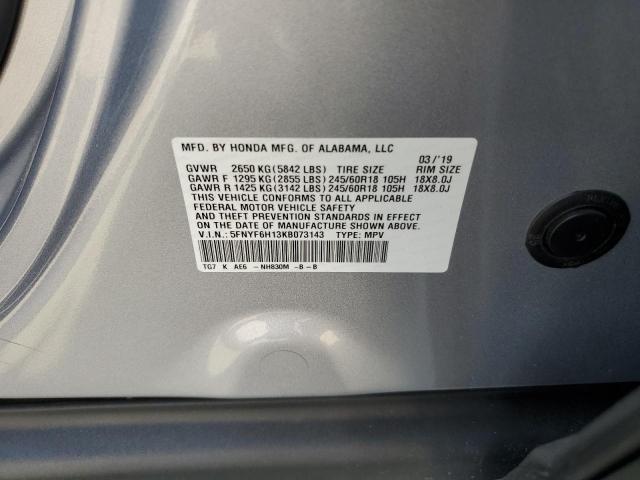 MFD. BY HONDA MFG. OF ALABAMA, LLC
03/'19
GVWR 2650 KG (5842 LBS) TIRE SIZE RIM SIZE
GAWR F 1295 KG (2855 LBS) 245/60R18 105H 18X8.0J
GAWR R 1425 KG (3142 LBS) 245/60R18 105H 18X8.0J
THIS VEHICLE CONFORMS TO ALL APPLICABLE
FEDERAL MOTOR VEHICLE SAFETY
AND THEFT PREVENTION STANDARDS IN EFFECT
ON THE DATE OF MANUFACTURE SHOWN ABOVE.
V.I.N.: 5FNYF6H13KB073143 TYPE: MPV
TG7 K AE6 -NH830M -B-B